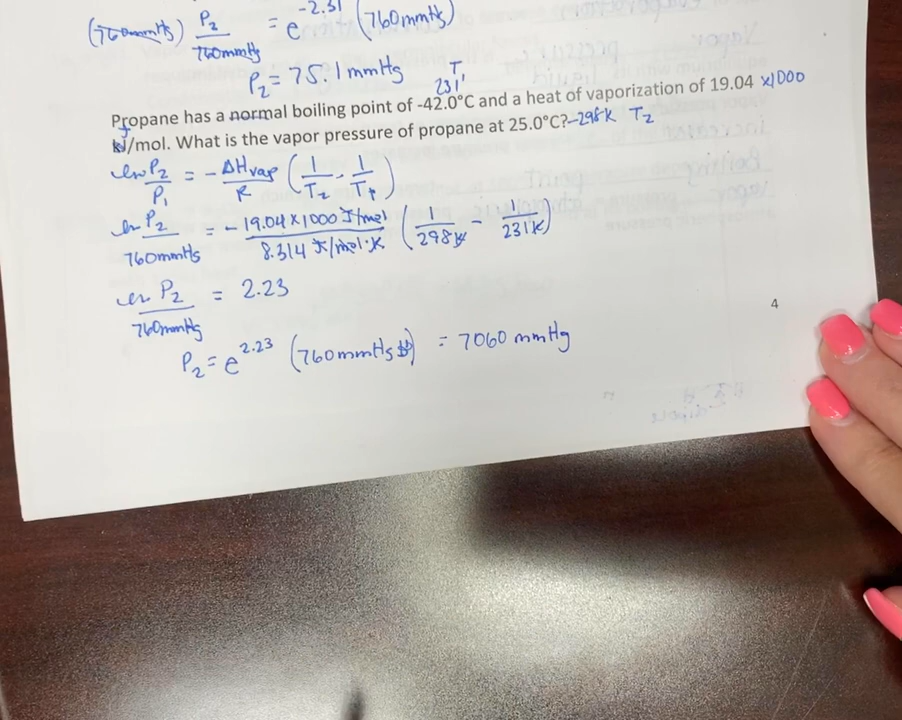 (760mmHg) P₂/760mmHg = e^-2.31 (760mmHg)
P₂ = 75.1 mmHg
T₁
231
Propane has a normal boiling point of -42.0°C and a heat of vaporization of 19.04 x1000
J/mol. What is the vapor pressure of propane at 25.0°C? -298K T₂
ln P₂/P₁ = - ΔHvap/R (1/T₂ - 1/T₁)
ln P₂/760mmHg = - 19.04 x 1000 J/mol / 8.314 J/mol·K (1/298K - 1/231K)
ln P₂/760mmHg = 2.23
4
P₂ = e^2.23 (760mmHg) = 7060 mmHg